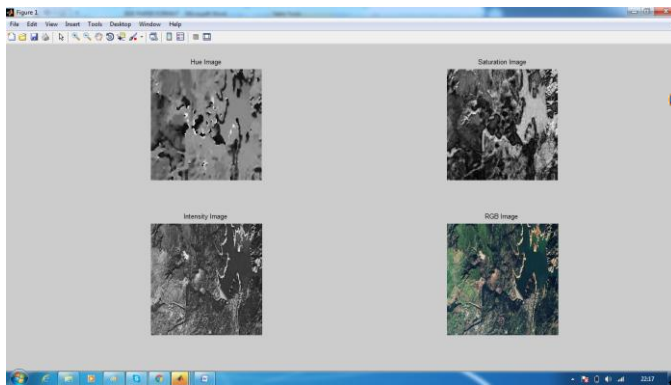 Figure 1
File Edit View Insert Tools Desktop Window Help
Hue Image
Saturation Image
Intensity Image
RGB Image
22:17